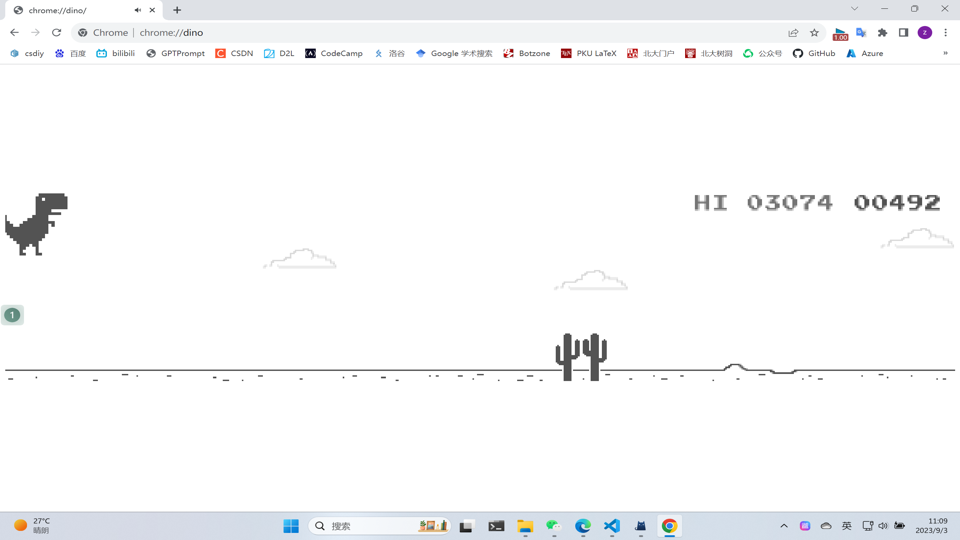 chrome://dino/
Chrome | chrome://dino
1.00
z
csdiy 百度 bilibili GPTPrompt CSDN D2L CodeCamp 洛谷 Google 学术搜索 Botzone PKU LaTeX 北大门户 北大树洞 公众号 GitHub Azure »
HI 03074 00492
1
27°C
晴朗
搜索
英
11:09
2023/9/3